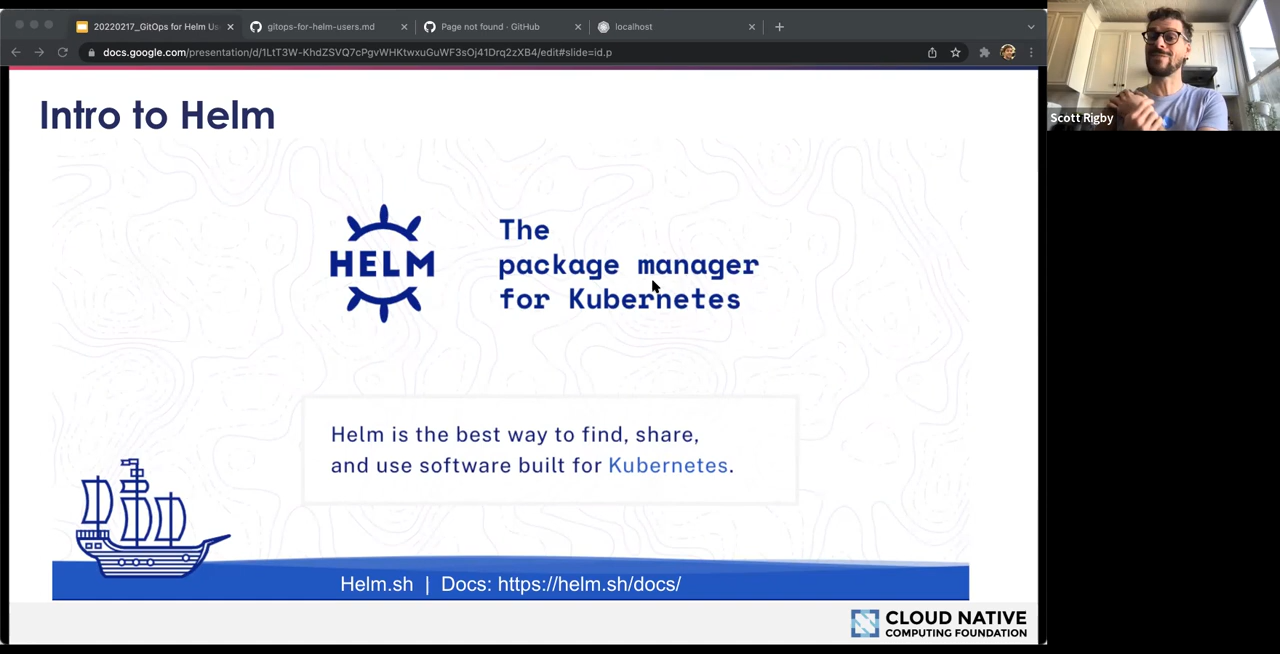 20220217_GitOps for Helm Us
gitops-for-helm-users.md
Page not found · GitHub
localhost
docs.google.com/presentation/d/1LtT3W-KhdZSVQ7cPgvWHKtwxuGuWF3sOj41Drq2zXB4/edit#slide=id.p
Scott Rigby
Intro to Helm
HELM
The
package manager
for Kubernetes
Helm is the best way to find, share,
and use software built for Kubernetes.
Helm.sh | Docs: https://helm.sh/docs/
CLOUD NATIVE
COMPUTING FOUNDATION